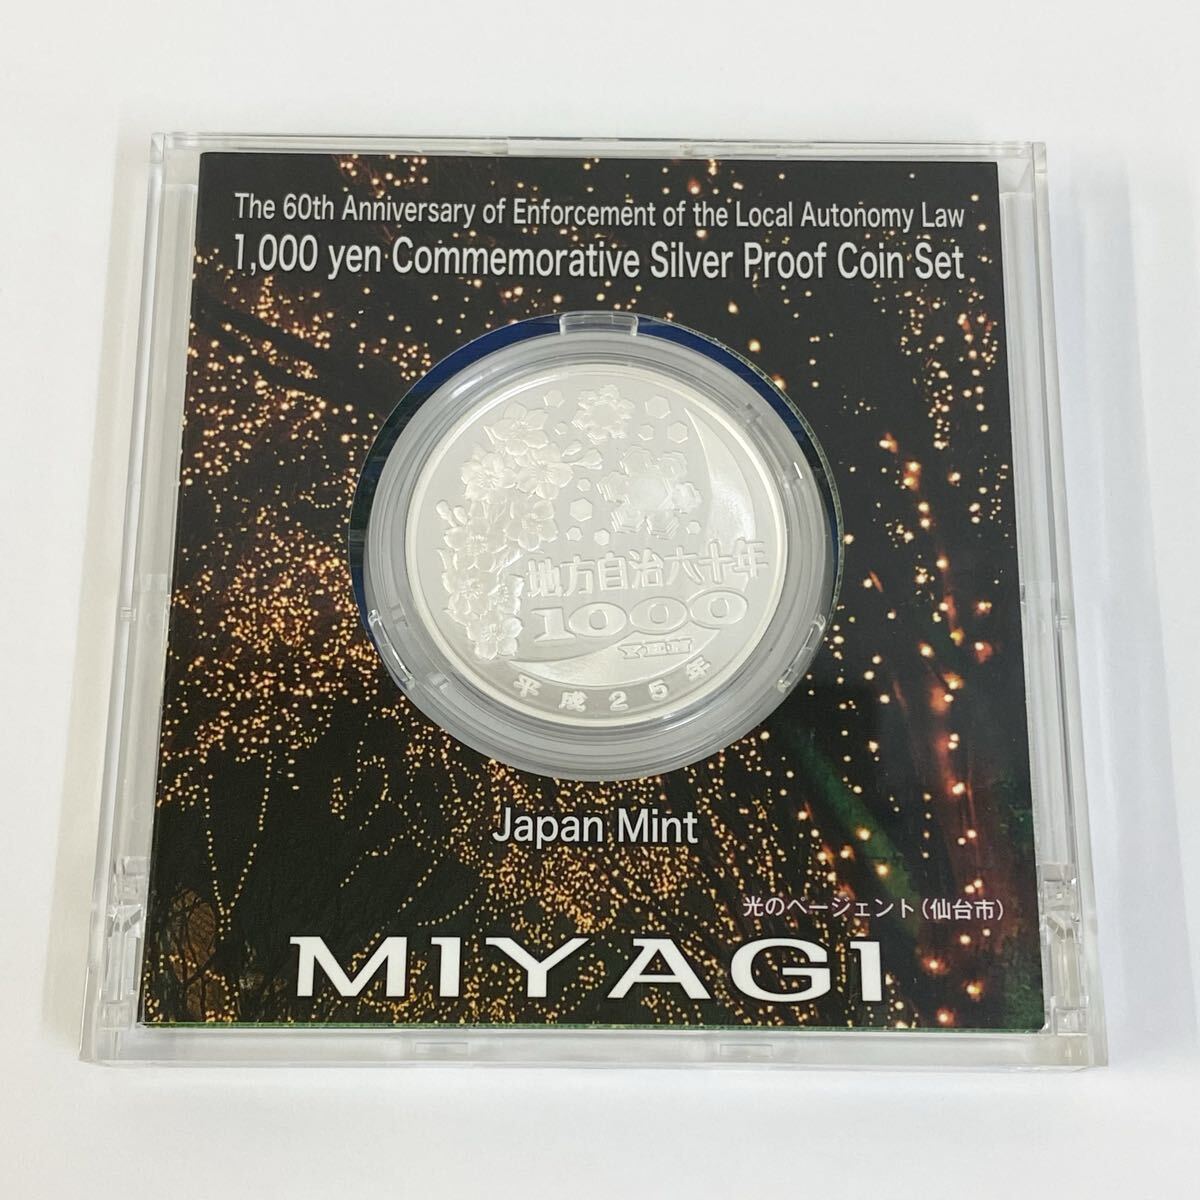 The 60th Anniversary of Enforcement of the Local Autonomy Law
1,000 yen Commemorative Silver Proof Coin Set
地方自治六十年
1000
YEN
平成25年
Japan Mint
光のページェント(仙台市)
MIYAGI